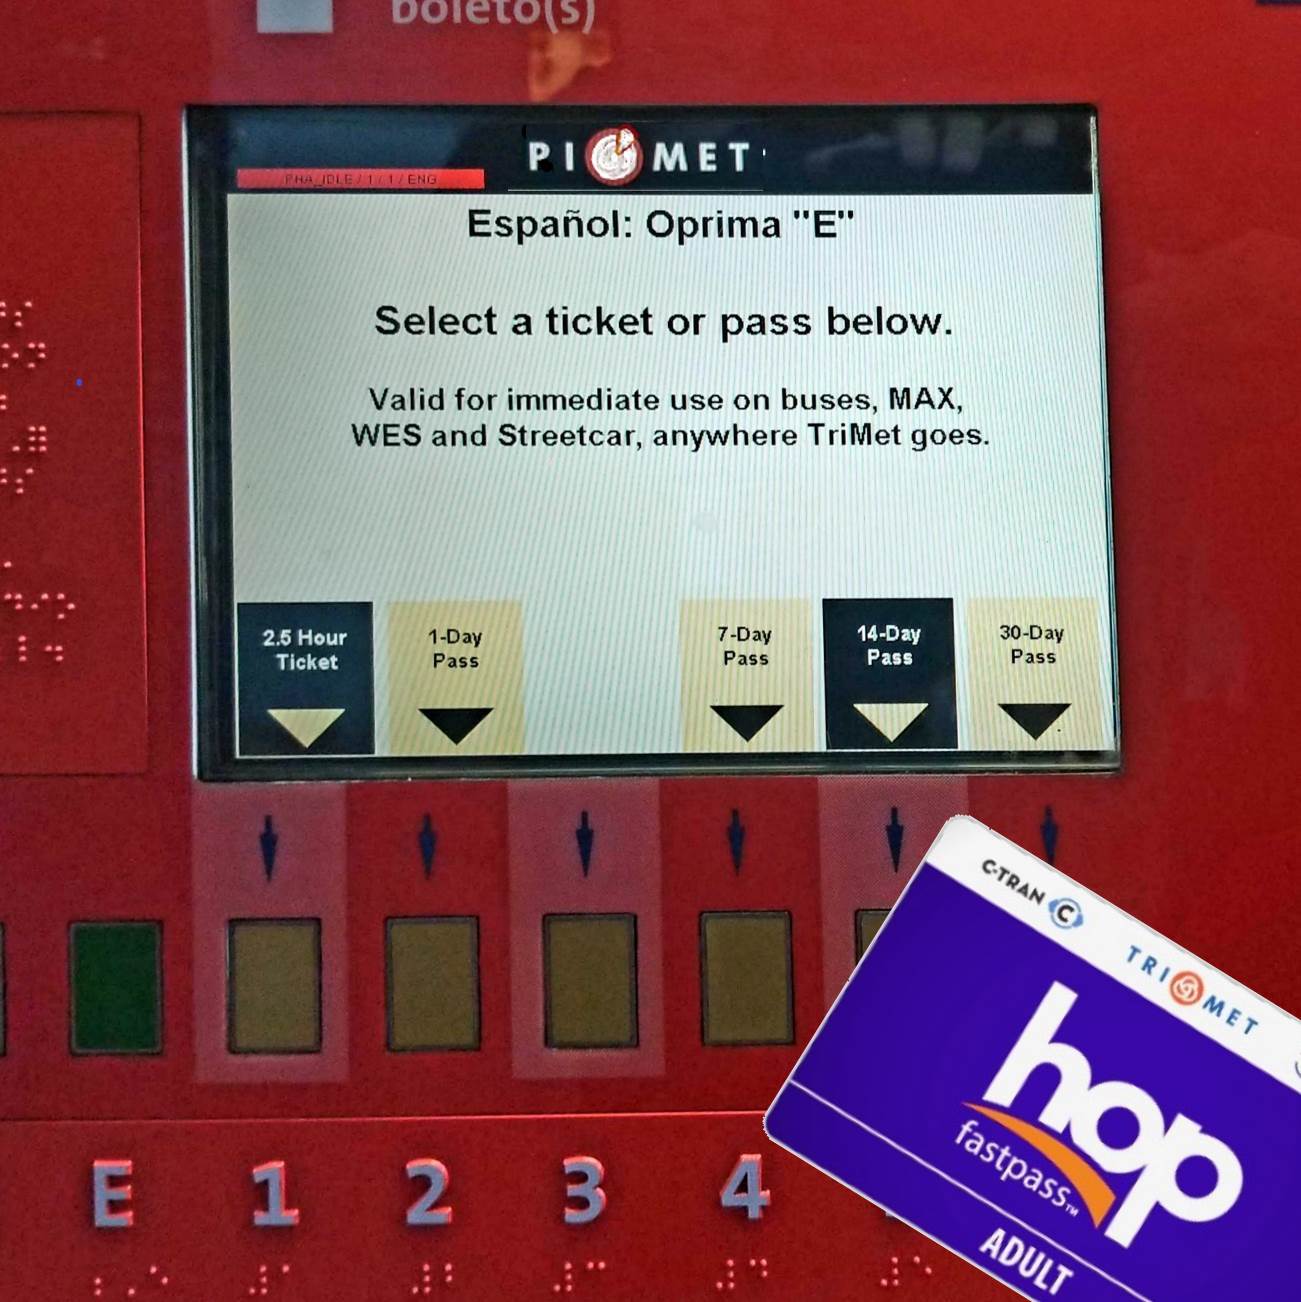 boleto(s)
PI MET
PHA_IDLE / 1 / 1 / ENG
Español: Oprima "E"
Select a ticket or pass below.
Valid for immediate use on buses, MAX,
WES and Streetcar, anywhere TriMet goes.
2.5 Hour
Ticket
1-Day
Pass
7-Day
Pass
14-Day
Pass
30-Day
Pass
C-TRAN C
TRI MET
hop
fastpass™
ADULT
E 1 2 3 4